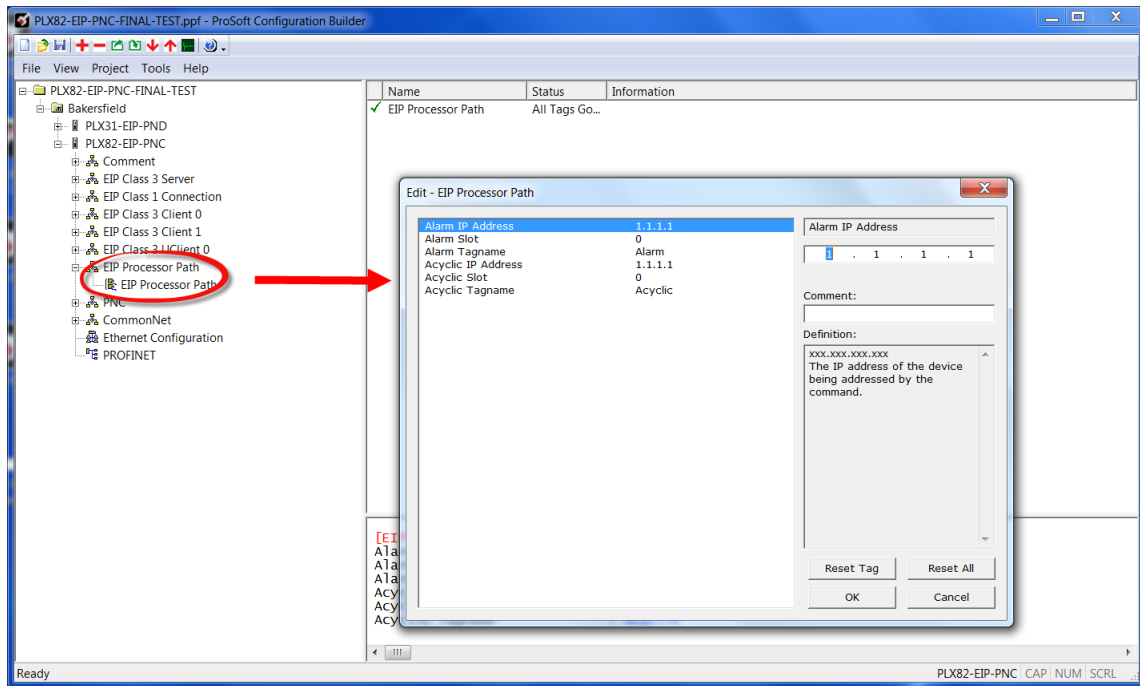 PLX82-EIP-PNC-FINAL-TEST.ppf - ProSoft Configuration Builder
File View Project Tools Help
PLX82-EIP-PNC-FINAL-TEST
Bakersfield
PLX31-EIP-PND
PLX82-EIP-PNC
Comment
EIP Class 3 Server
EIP Class 1 Connection
EIP Class 3 Client 0
EIP Class 3 Client 1
EIP Class 3 UClient 0
EIP Processor Path
EIP Processor Path
PNC
CommonNet
Ethernet Configuration
PROFINET
Name Status Information
EIP Processor Path All Tags Go...
Edit - EIP Processor Path
Alarm IP Address 1.1.1.1
Alarm Slot 0
Alarm Tagname Alarm
Acyclic IP Address 1.1.1.1
Acyclic Slot 0
Acyclic Tagname Acyclic
Alarm IP Address
1 . 1 . 1 . 1
Comment:
Definition:
xxx.xxx.xxx.xxx
The IP address of the device
being addressed by the
command.
Reset Tag Reset All
OK Cancel
[EI
Ala
Ala
Ala
Acy
Acy
Acy
Ready PLX82-EIP-PNC CAP NUM SCRL